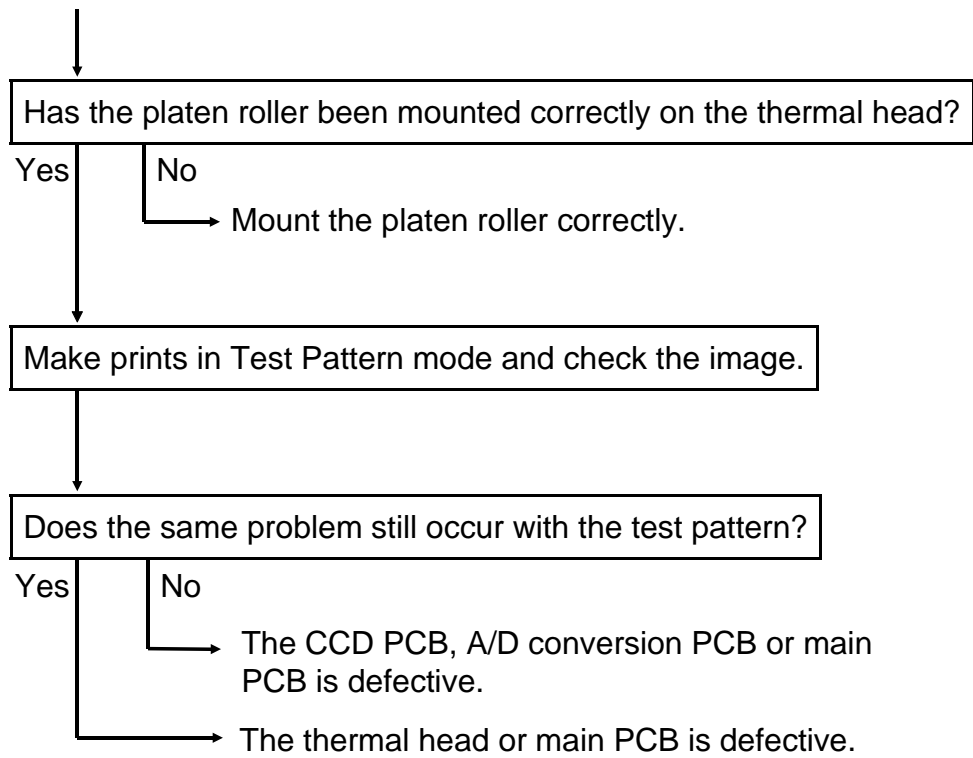 Has the platen roller been mounted correctly on the thermal head?
Yes No
Mount the platen roller correctly.
Make prints in Test Pattern mode and check the image.
Does the same problem still occur with the test pattern?
Yes No
The CCD PCB, A/D conversion PCB or main
PCB is defective.
The thermal head or main PCB is defective.